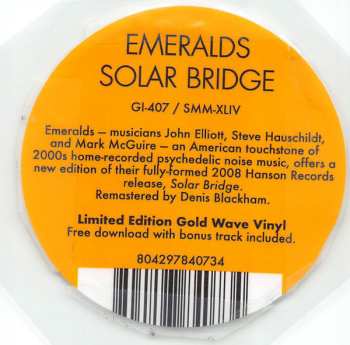 EMERALDS
SOLAR BRIDGE
GI-407 / SMM-XLIV
Emeralds — musicians John Elliott, Steve Hauschildt,
and Mark McGuire — an American touchstone of
2000s home-recorded psychedelic noise music, offers a
new edition of their fully-formed 2008 Hanson Records
release, Solar Bridge.
Remastered by Denis Blackham.
Limited Edition Gold Wave Vinyl
Free download with bonus track included.
804297840734